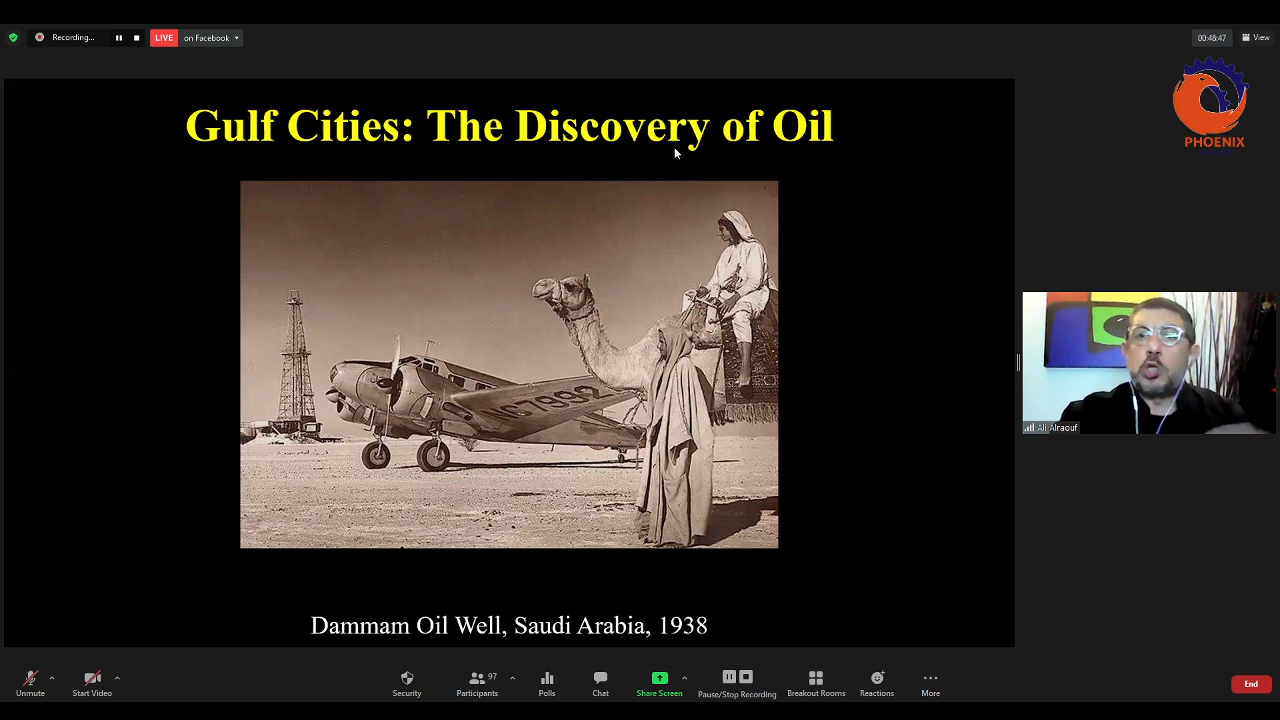 Recording...
LIVE on Facebook
00:48:47
View
PHOENIX
Gulf Cities: The Discovery of Oil
NC7992
Ali Alraouf
Dammam Oil Well, Saudi Arabia, 1938
Unmute
Start Video
Security
97
Participants
Polls
Chat
Share Screen
Pause/Stop Recording
Breakout Rooms
Reactions
More
End